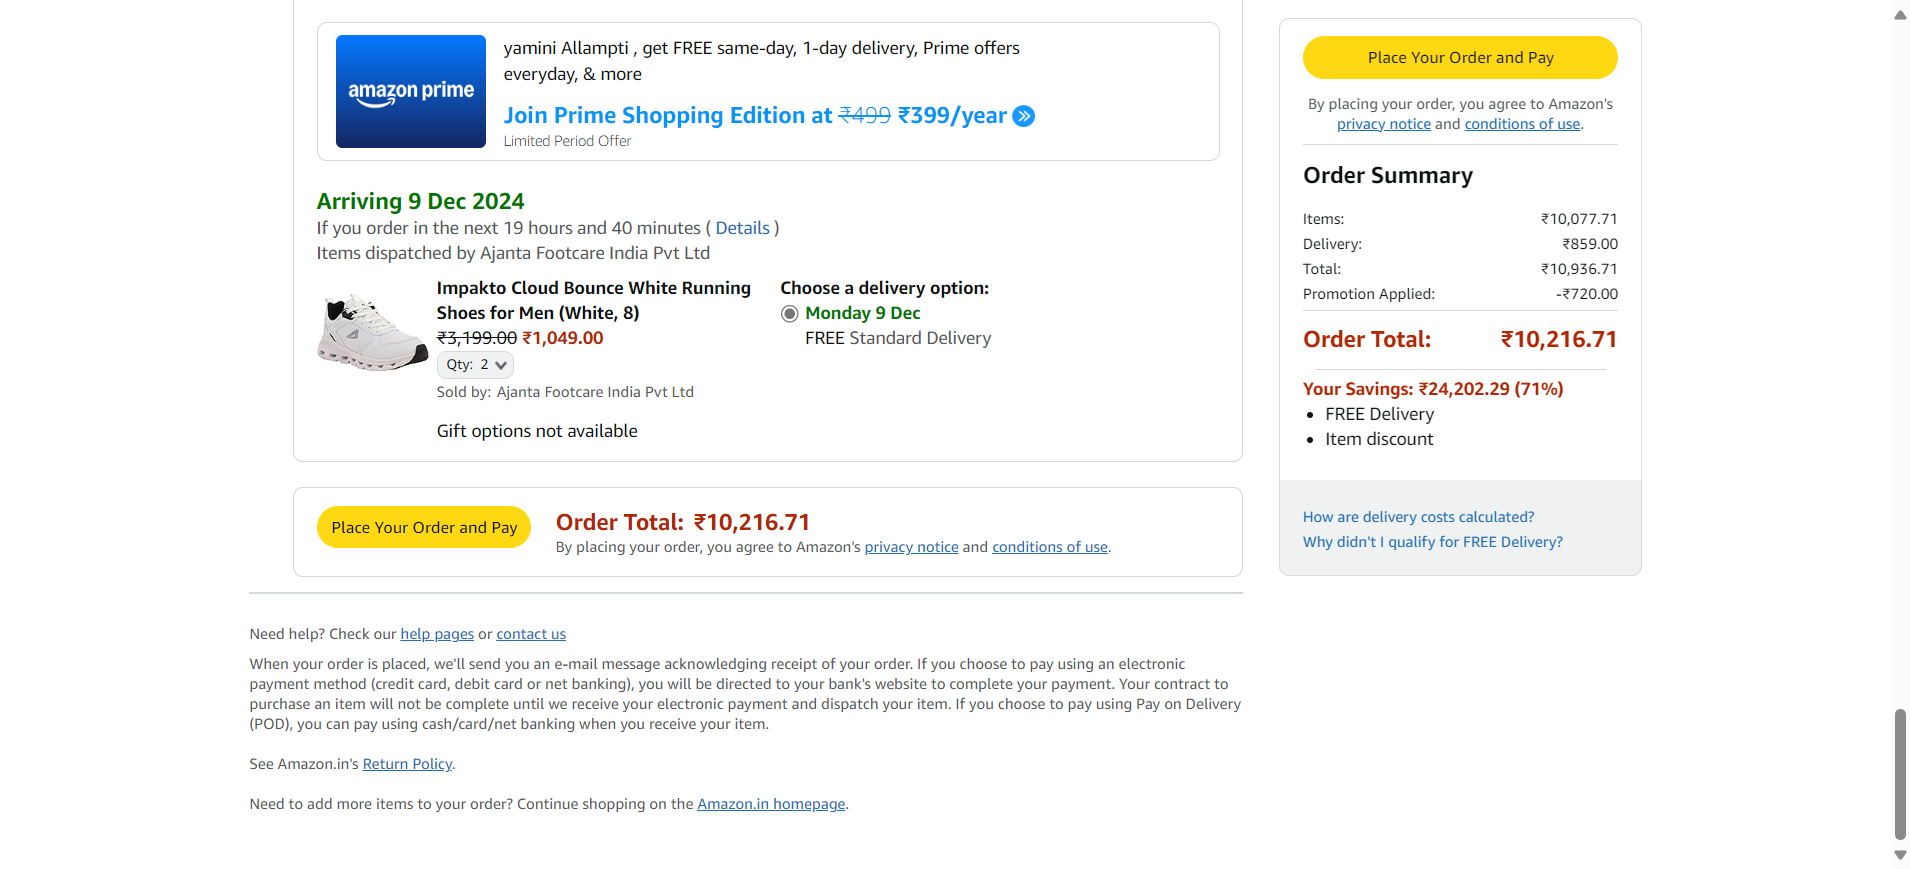 amazon prime
yamini Allampti , get FREE same-day, 1-day delivery, Prime offers
everyday, & more
Join Prime Shopping Edition at ₹499 ₹399/year
Limited Period Offer
Arriving 9 Dec 2024
If you order in the next 19 hours and 40 minutes ( Details )
Items dispatched by Ajanta Footcare India Pvt Ltd
Impakto Cloud Bounce White Running
Shoes for Men (White, 8)
₹3,199.00 ₹1,049.00
Qty: 2
Sold by: Ajanta Footcare India Pvt Ltd
Gift options not available
Choose a delivery option:
Monday 9 Dec
FREE Standard Delivery
Place Your Order and Pay
Order Total: ₹10,216.71
By placing your order, you agree to Amazon's privacy notice and conditions of use.
Need help? Check our help pages or contact us
When your order is placed, we'll send you an e-mail message acknowledging receipt of your order. If you choose to pay using an electronic
payment method (credit card, debit card or net banking), you will be directed to your bank's website to complete your payment. Your contract to
purchase an item will not be complete until we receive your electronic payment and dispatch your item. If you choose to pay using Pay on Delivery
(POD), you can pay using cash/card/net banking when you receive your item.
See Amazon.in's Return Policy.
Need to add more items to your order? Continue shopping on the Amazon.in homepage.
Place Your Order and Pay
By placing your order, you agree to Amazon's
privacy notice and conditions of use.
Order Summary
Items: ₹10,077.71
Delivery: ₹859.00
Total: ₹10,936.71
Promotion Applied: -₹720.00
Order Total: ₹10,216.71
Your Savings: ₹24,202.29 (71%)
• FREE Delivery
• Item discount
How are delivery costs calculated?
Why didn't I qualify for FREE Delivery?